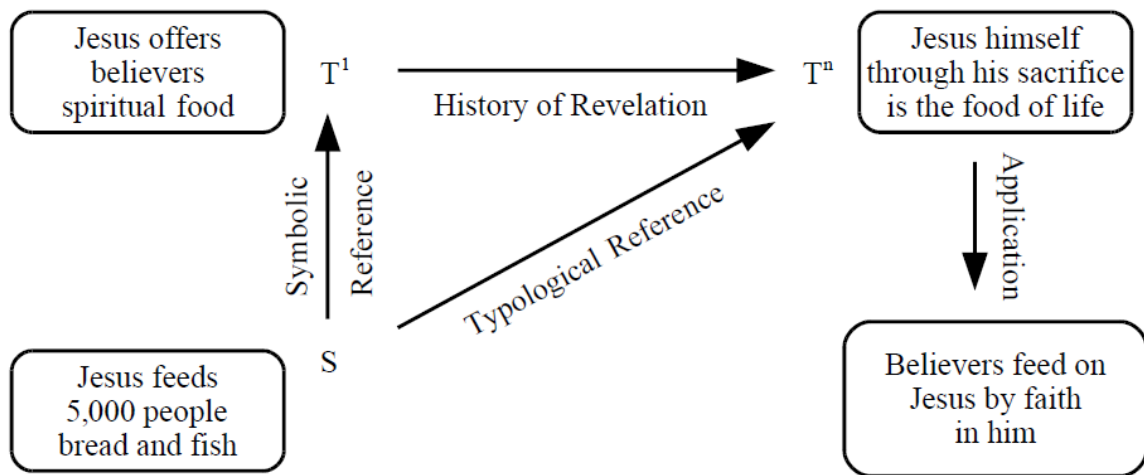 Jesus offers
believers
spiritual food
T¹
History of Revelation
Tⁿ
Jesus himself
through his sacrifice
is the food of life
Symbolic
Reference
Typological Reference
Application
S
Jesus feeds
5,000 people
bread and fish
Believers feed on
Jesus by faith
in him